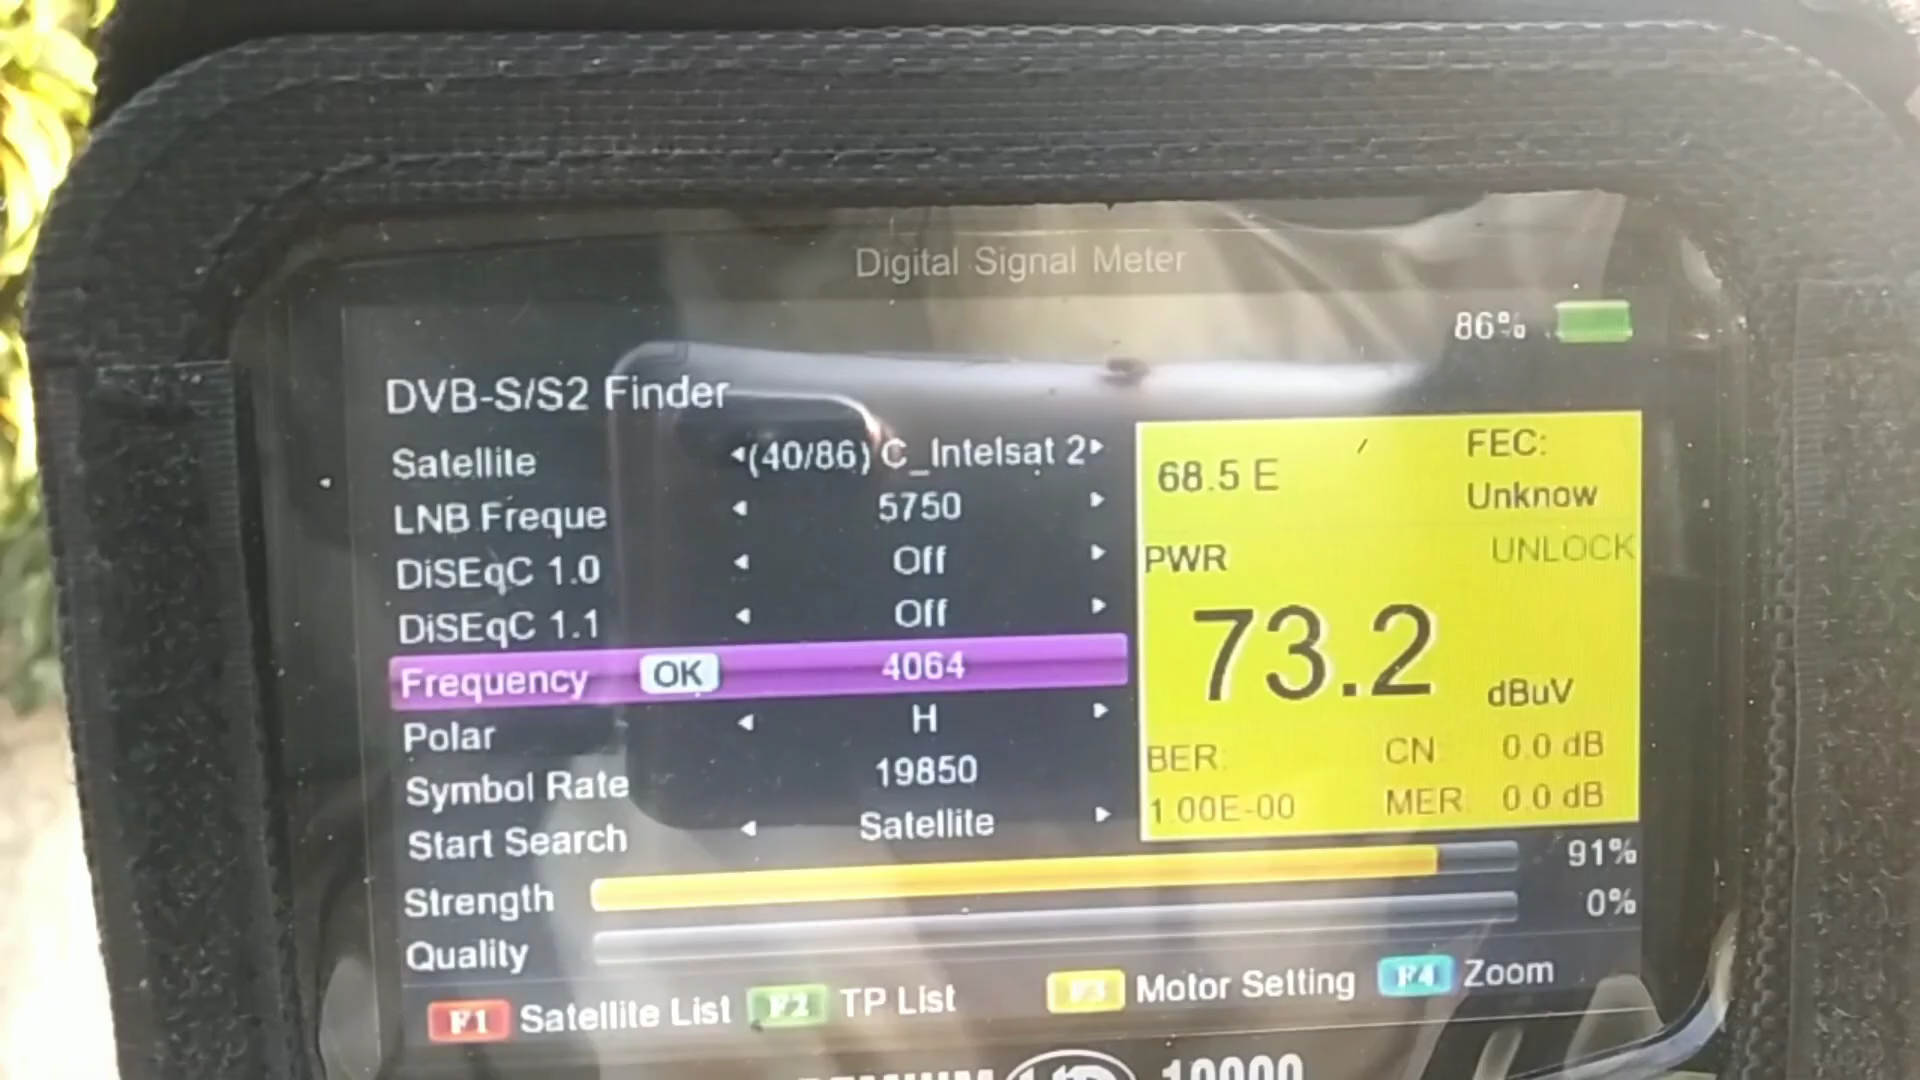 Digital Signal Meter
86%
DVB-S/S2 Finder
Satellite (40/86) C_Intelsat 2
LNB Freque 5750
DiSEqC 1.0 Off
DiSEqC 1.1 Off
Frequency OK 4064
Polar H
Symbol Rate 19850
Start Search Satellite
68.5 E FEC:
Unknow
PWR UNLOCK
73.2 dBuV
BER: CN 0.0 dB
1.00E-00 MER 0.0 dB
Strength 91%
Quality 0%
F1 Satellite List F2 TP List F3 Motor Setting F4 Zoom
10000